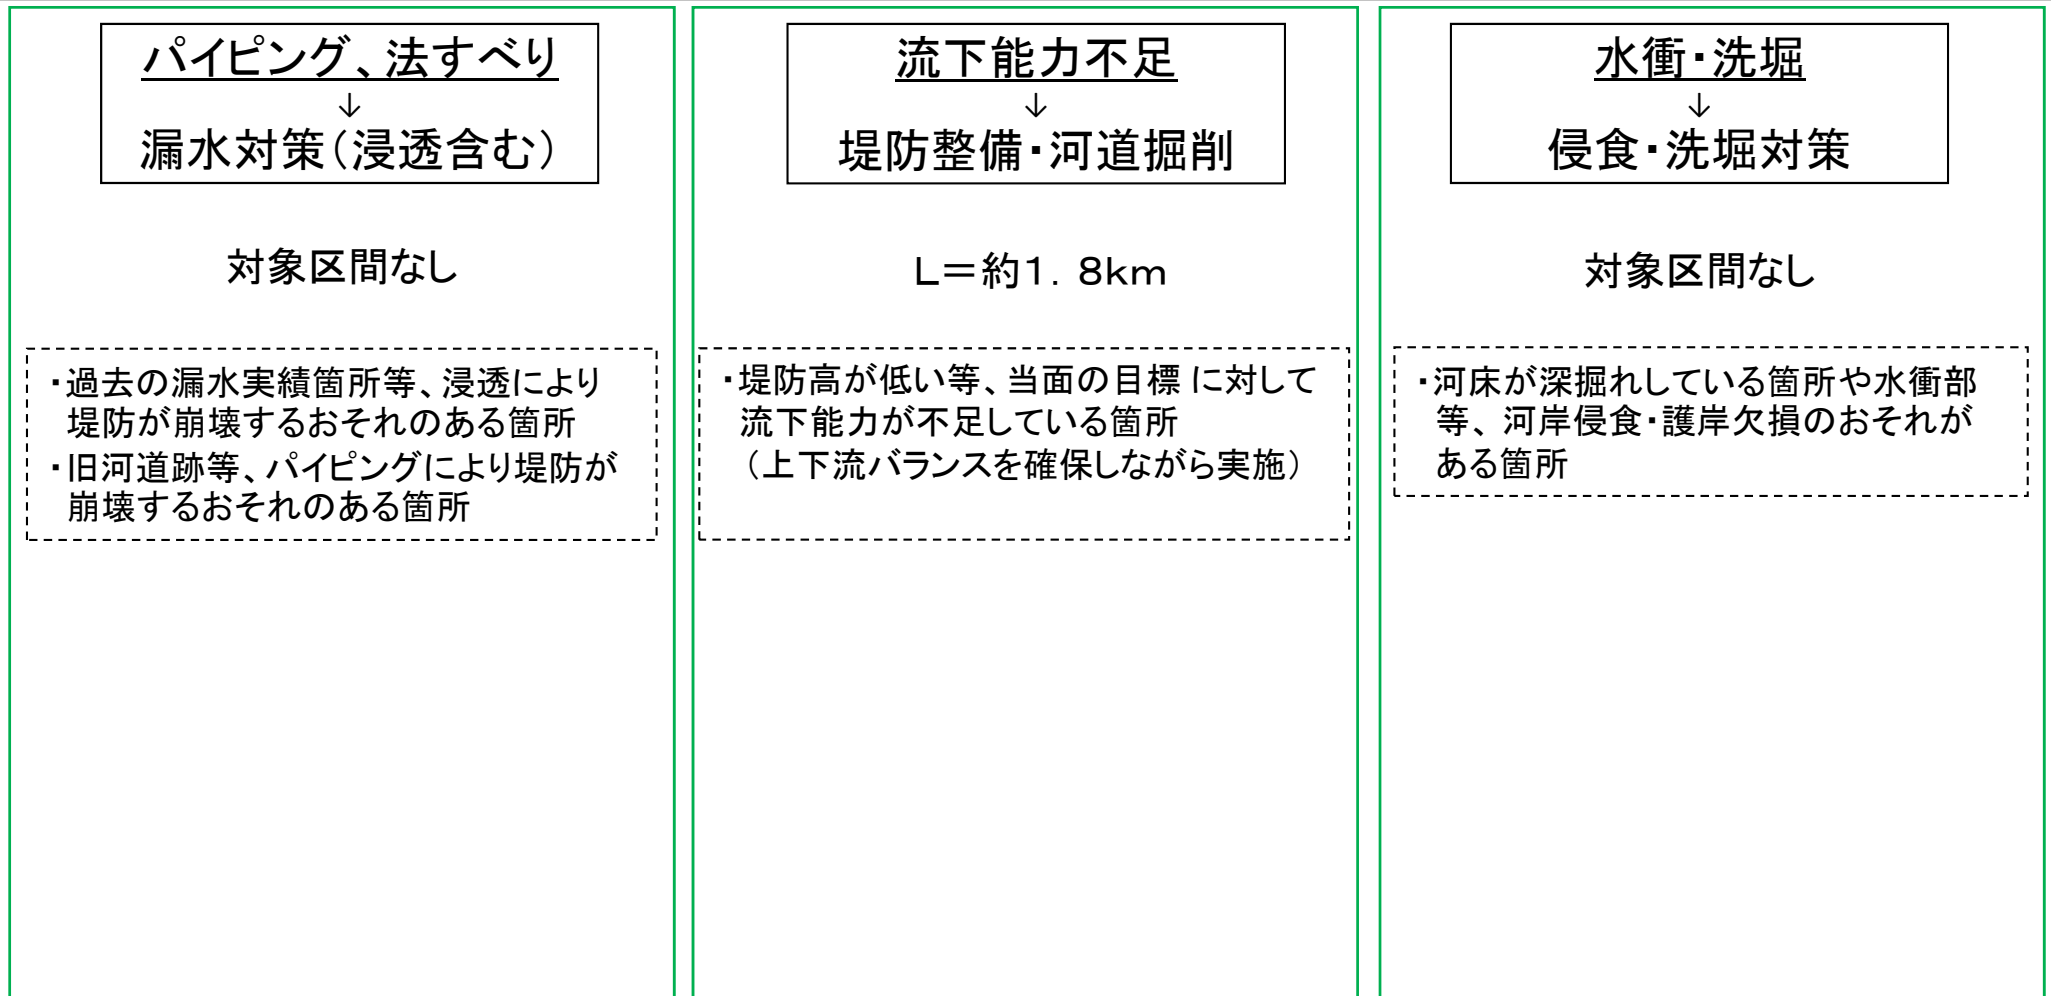 パイピング、法すべり
↓
漏水対策（浸透含む）
対象区間なし
・過去の漏水実績箇所等、浸透により
堤防が崩壊するおそれのある箇所
・旧河道跡等、パイピングにより堤防が
崩壊するおそれのある箇所
流下能力不足
↓
堤防整備・河道掘削
L＝約1．8km
・堤防高が低い等、当面の目標 に対して
流下能力が不足している箇所
（上下流バランスを確保しながら実施）
水衝・洗堀
↓
侵食・洗堀対策
対象区間なし
・河床が深掘れしている箇所や水衝部
等、河岸侵食・護岸欠損のおそれが
ある箇所